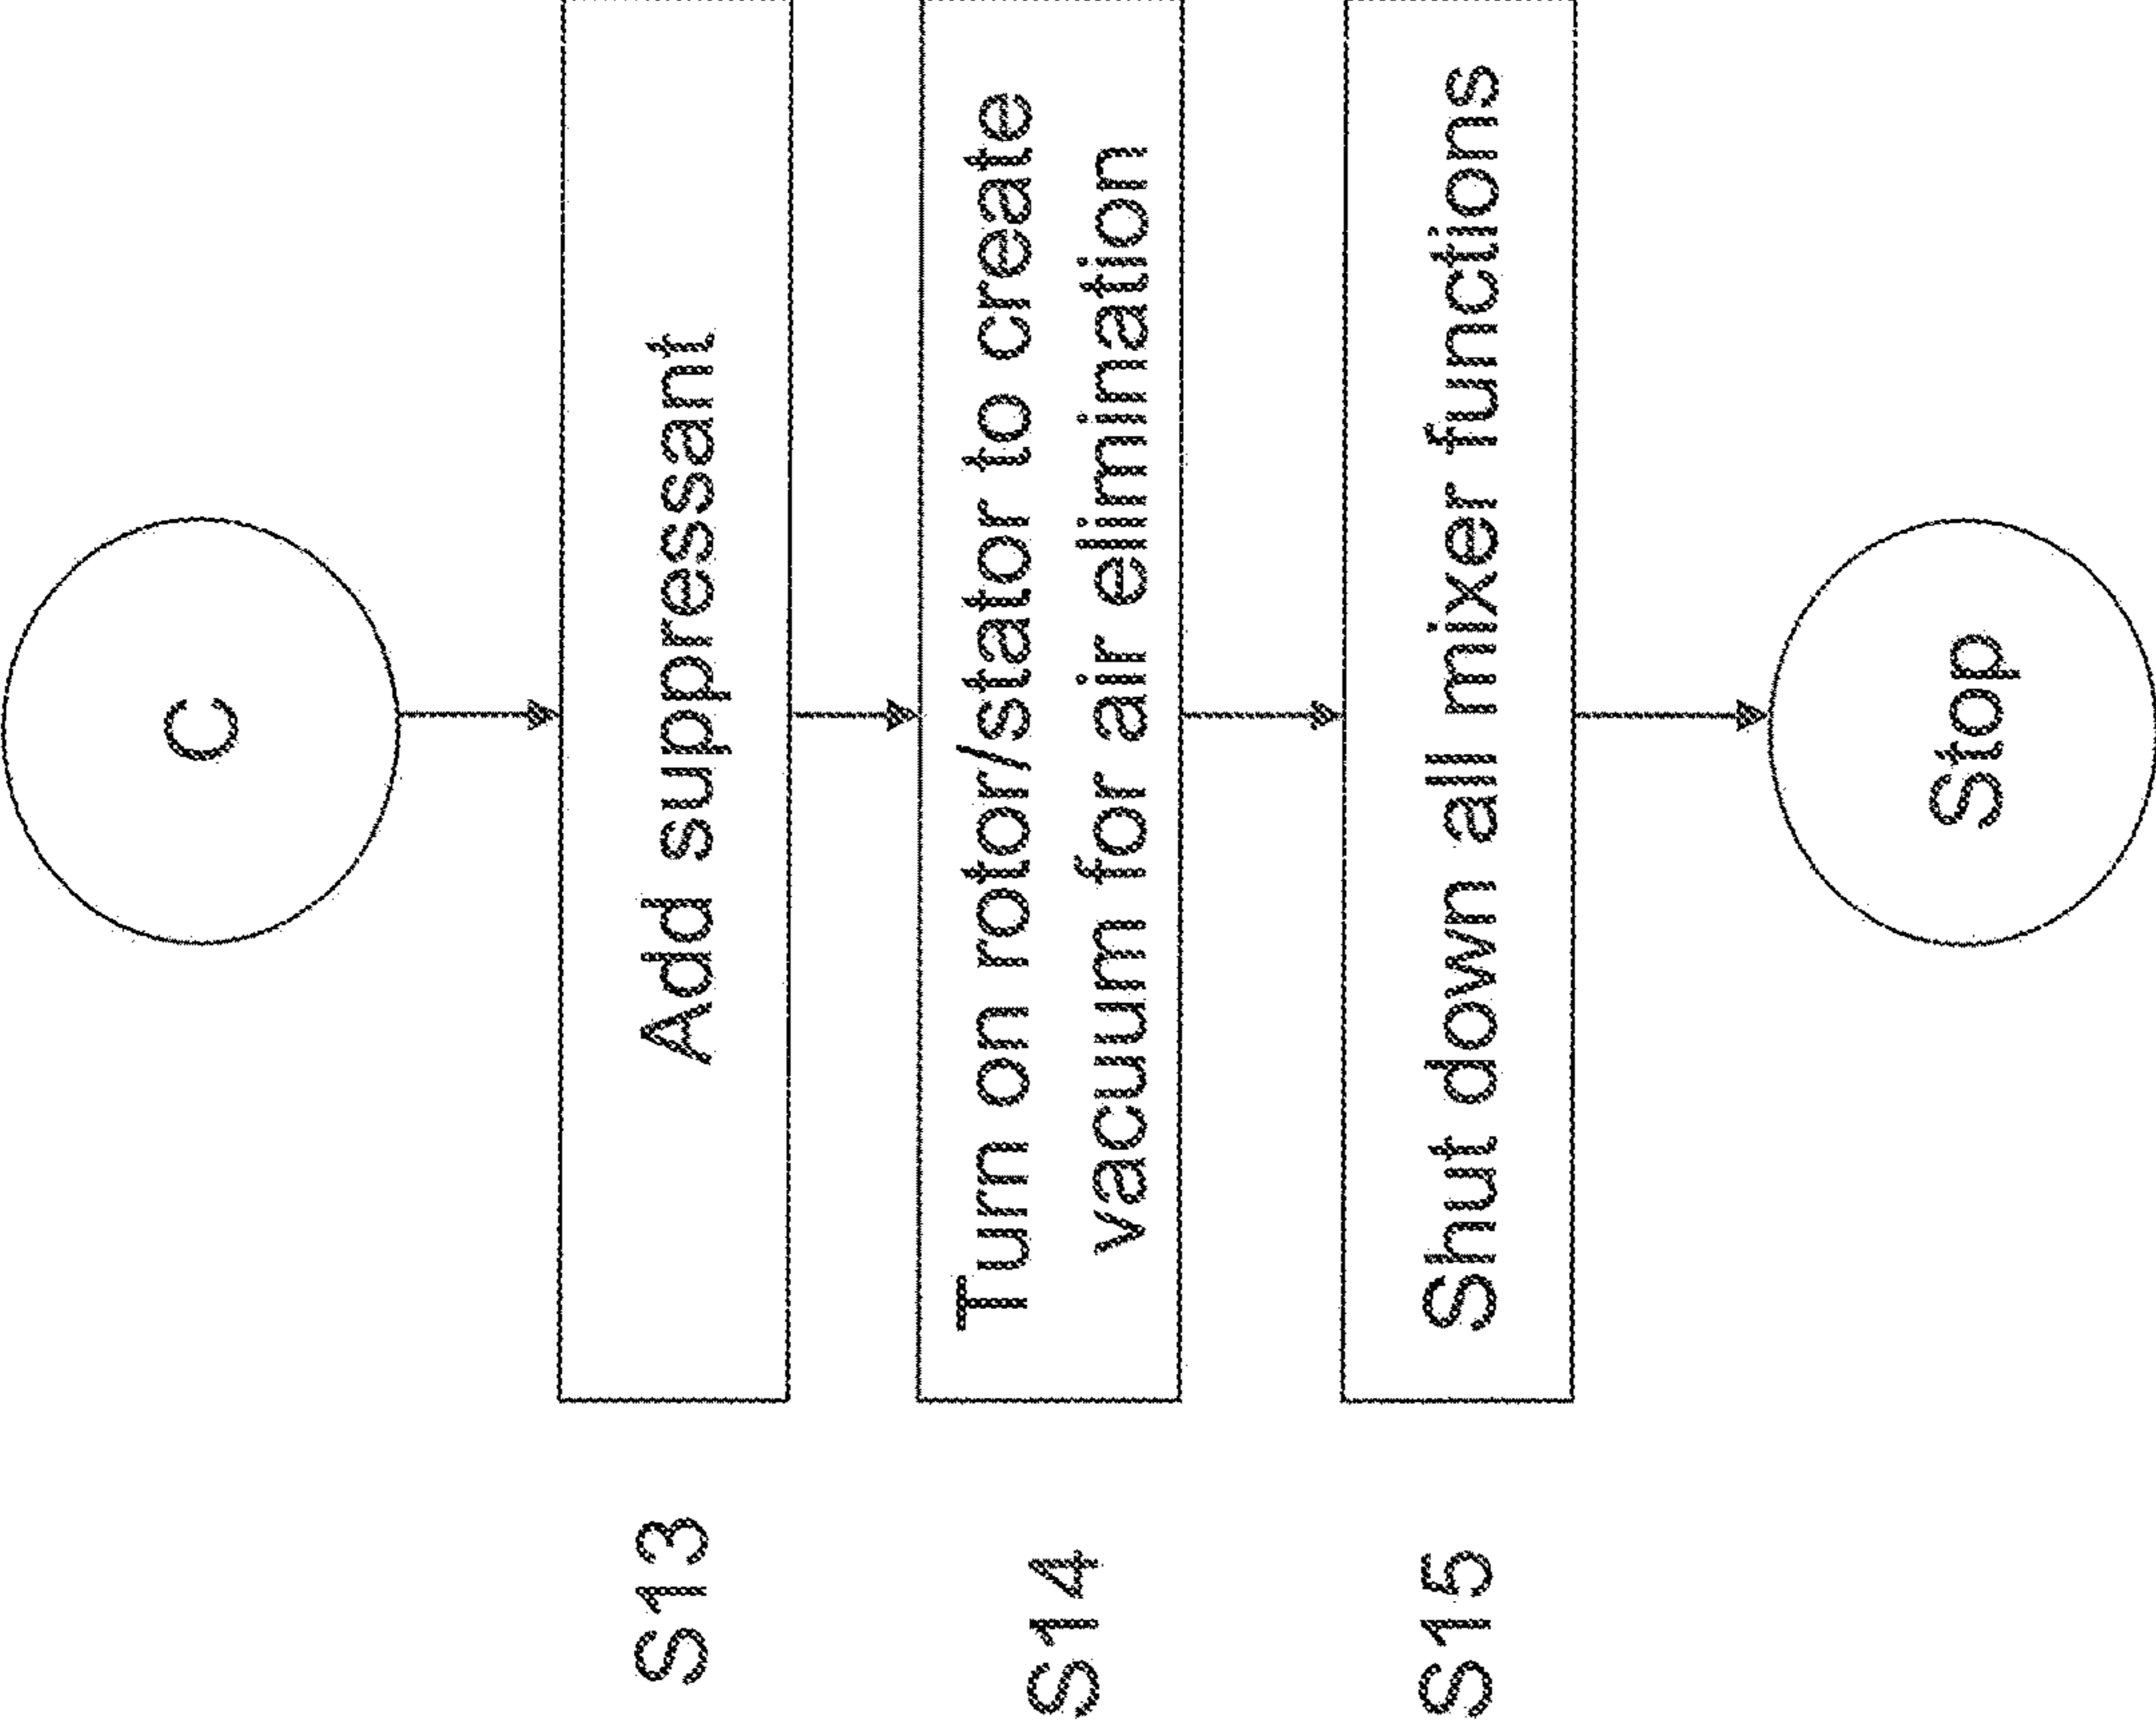 C
S13
Add suppressant
S14
Turn on rotor/stator to create
vacuum for air elimination
S15
Shut down all mixer functions
Stop